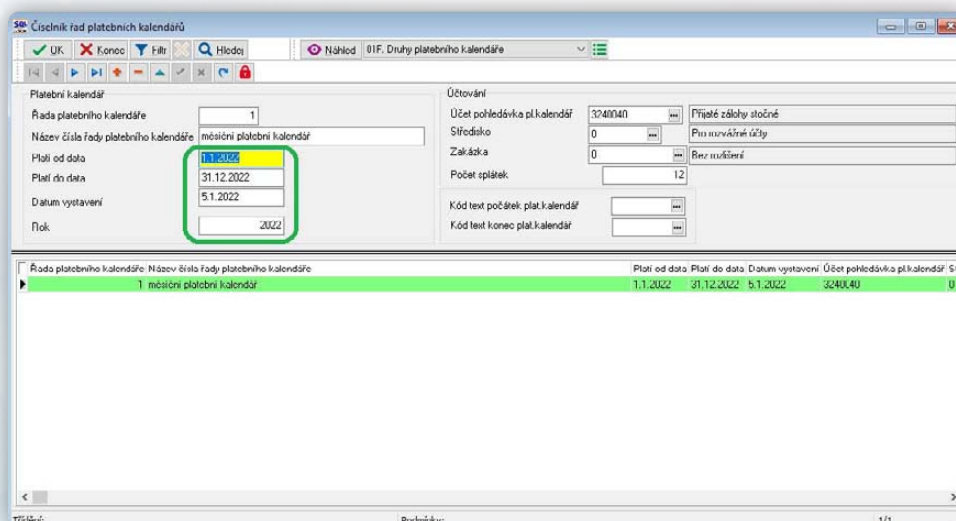 Číselník řad platebních kalendářů
OK Konec Filtr Hledej Náhled 01F. Druhy platebního kalendáře
Platební kalendář
Řada platebního kalendáře 1
Název čísla řady platebního kalendáře měsíční platební kalendář
Platí od data 1.1.2022
Platí do data 31.12.2022
Datum vystavení 5.1.2022
Rok 2022
Účtování
Účet pohledávka pl.kalendář 3240040 ... Přijaté zálohy stočné
Středisko 0 ... Pro rozvážné účty
Zakázka 0 ... Bez rozlišení
Počet splátek 12
Kód text počátek plat.kalendář ...
Kód text konec plat.kalendář ...
Řada platebního kalendáře Název čísla řady platebního kalendáře Platí od data Platí do data Datum vystavení Účet pohledávka pl.kalendář
1 měsíční platební kalendář 1.1.2022 31.12.2022 5.1.2022 3240040 0
Třídění: Podmínky: 1/1